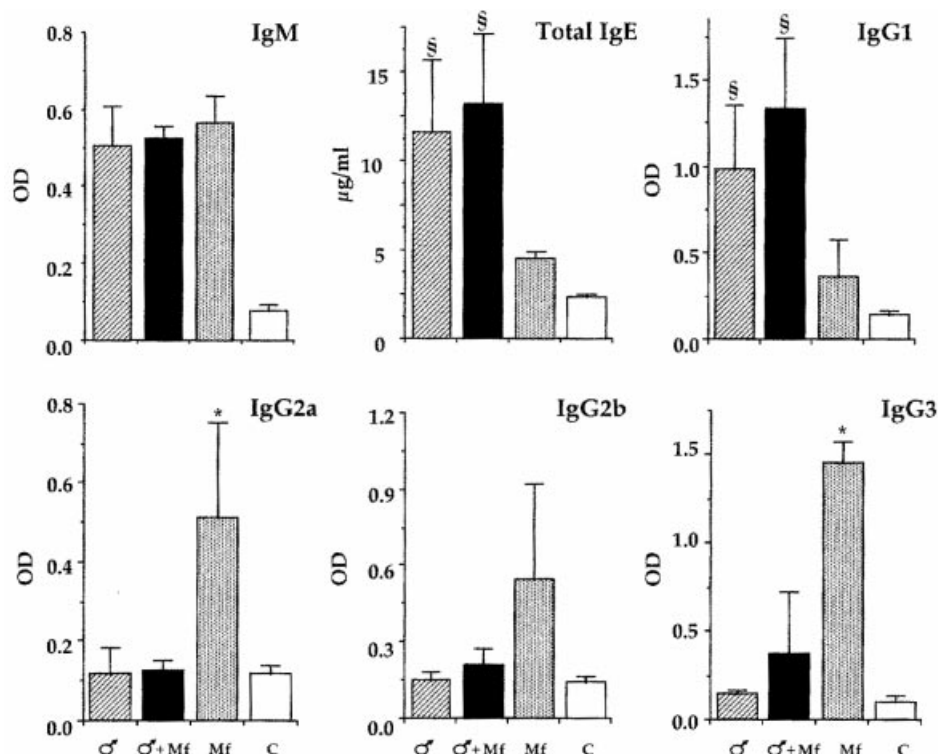 IgM
OD
0.8
0.6
0.4
0.2
0.0
Total IgE
µg/ml
15
10
5
0
§
§
IgG1
OD
1.5
1.0
0.5
0.0
§
§
IgG2a
OD
0.8
0.6
0.4
0.2
0.0
*
♂ ♂+Mf Mf C
IgG2b
OD
1.2
0.9
0.6
0.3
0.0
♂ ♂+Mf Mf C
IgG3
OD
1.5
1.0
0.5
0.0
*
♂ ♂+Mf Mf C